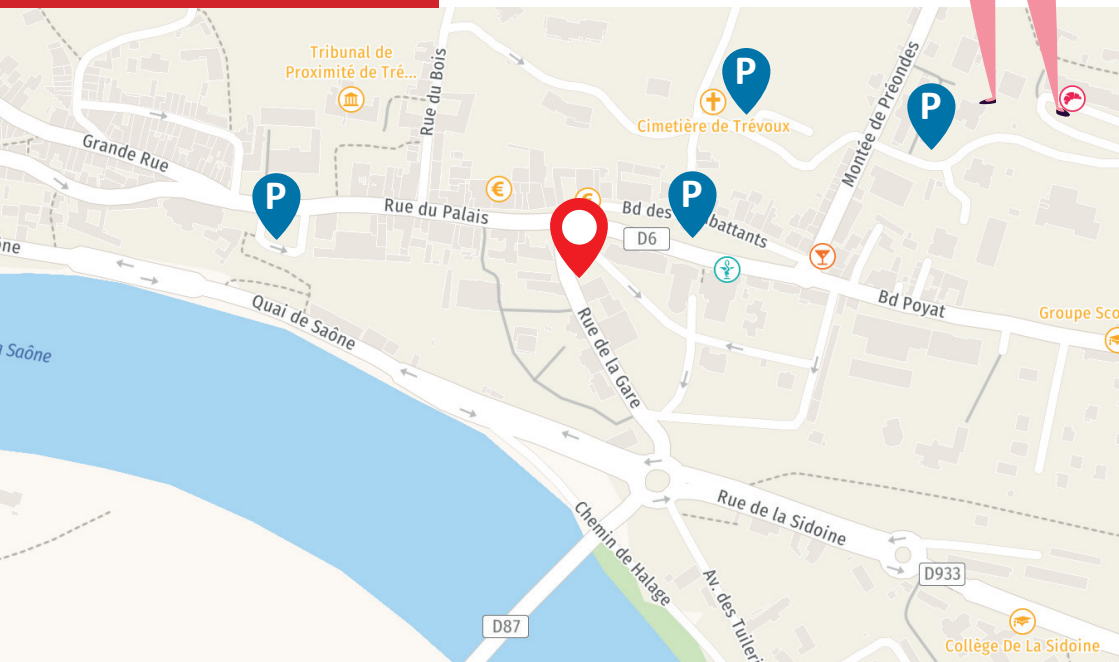 Tribunal de
Proximité de Tré...
Rue du Bois
P
Cimetière de Trévoux
Montée de Préondes
P
Grande Rue
P
P
Rue du Palais
€
€
Bd des
battants
D6
Quai de Saône
Saône
Rue de la Gare
Bd Poyat
Groupe
Rue de la Sidoine
Chemin de Halage
Av. des
D933
D87
Collège De La Sidoine